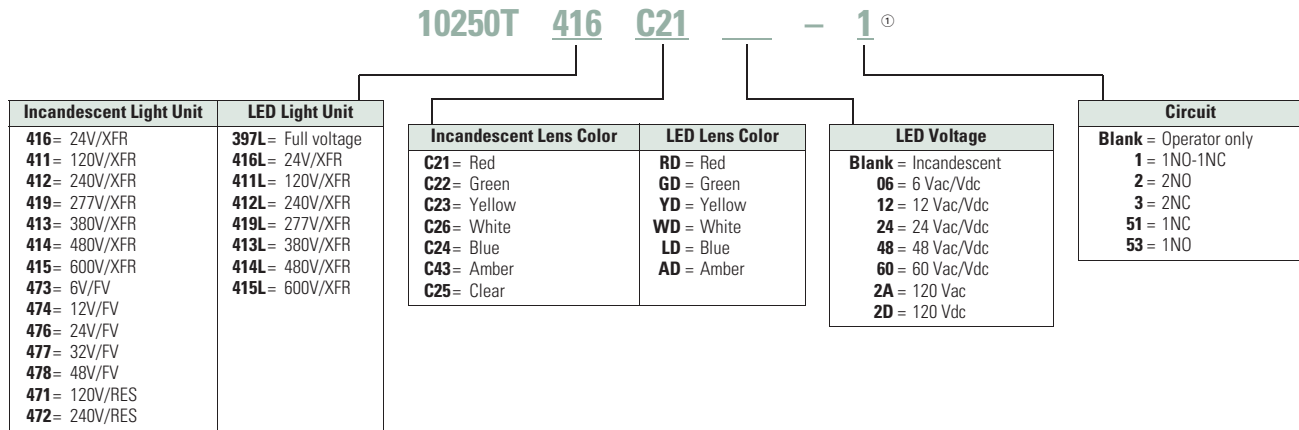 10250T 416 C21 ___ – 1 ①
Incandescent Light Unit
416= 24V/XFR
411= 120V/XFR
412= 240V/XFR
419= 277V/XFR
413= 380V/XFR
414= 480V/XFR
415= 600V/XFR
473= 6V/FV
474= 12V/FV
476= 24V/FV
477= 32V/FV
478= 48V/FV
471= 120V/RES
472= 240V/RES
LED Light Unit
397L= Full voltage
416L= 24V/XFR
411L= 120V/XFR
412L= 240V/XFR
419L= 277V/XFR
413L= 380V/XFR
414L= 480V/XFR
415L= 600V/XFR
Incandescent Lens Color
C21= Red
C22= Green
C23= Yellow
C26= White
C24= Blue
C43= Amber
C25= Clear
LED Lens Color
RD = Red
GD = Green
YD = Yellow
WD = White
LD = Blue
AD = Amber
LED Voltage
Blank = Incandescent
06 = 6 Vac/Vdc
12 = 12 Vac/Vdc
24 = 24 Vac/Vdc
48 = 48 Vac/Vdc
60 = 60 Vac/Vdc
2A = 120 Vac
2D = 120 Vdc
Circuit
Blank = Operator only
1 = 1NO-1NC
2 = 2NO
3 = 2NC
51 = 1NC
53 = 1NO